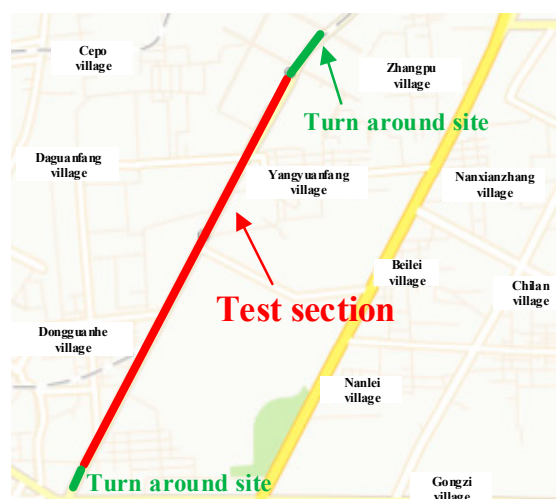 Cepo
village
Zhangpu
village
Turn around site
Daguanfang
village
Yangyuanfang
village
Nanxianzhang
village
Beilei
village
Chilan
village
Test section
Dongguanhe
village
Nanlei
village
Turn around site
Gongzi
village